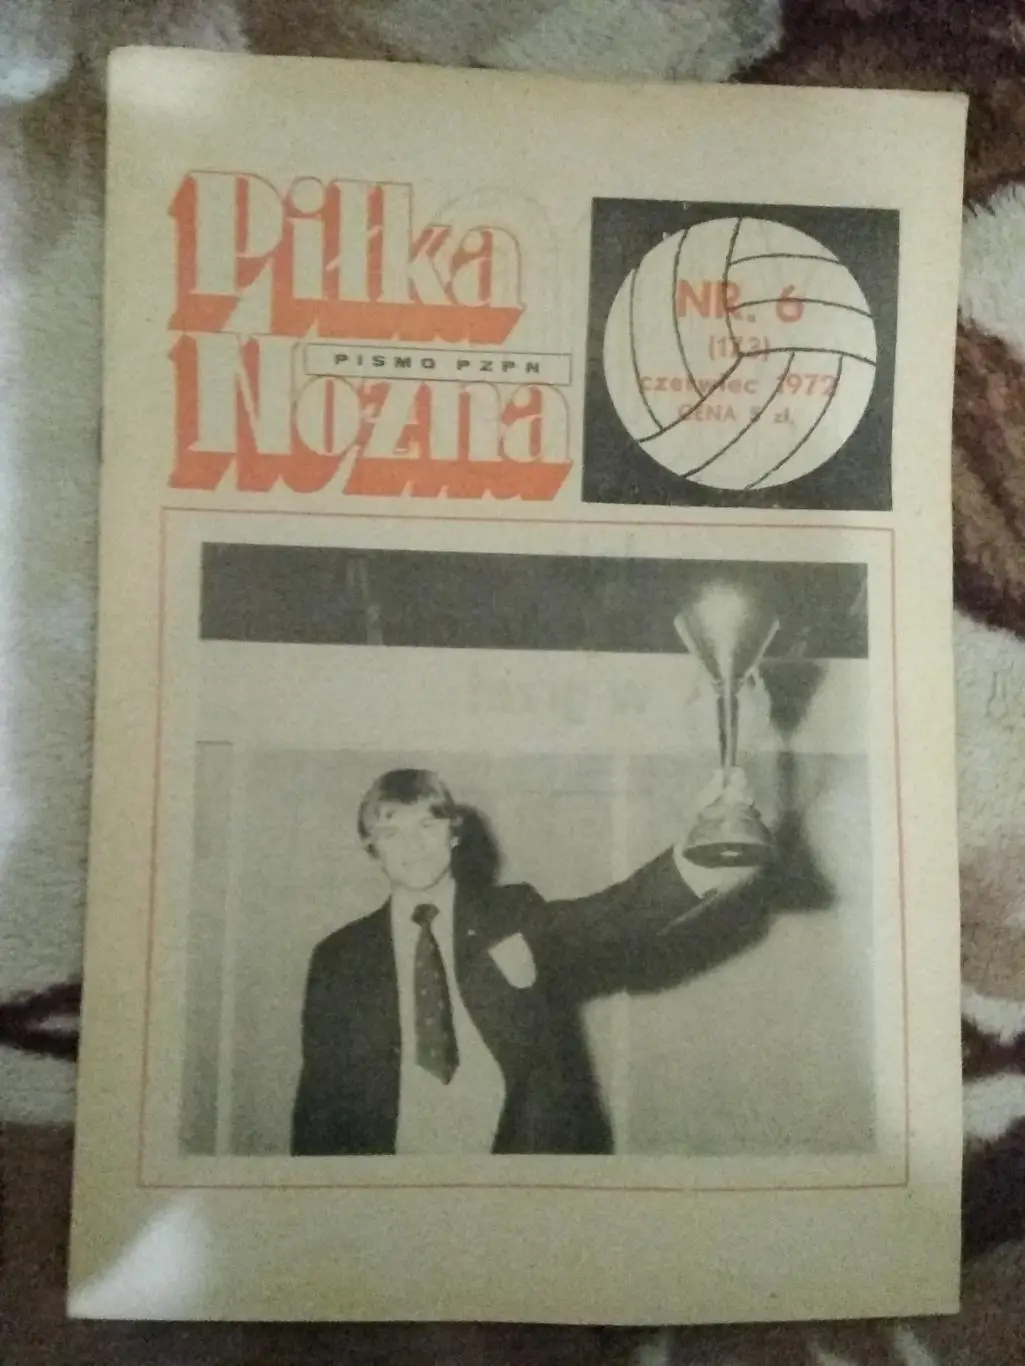 Piłka
Nożna
PISMO PZPN
NR. 6
(173)
czerwiec 1972
CENA 5 zł,